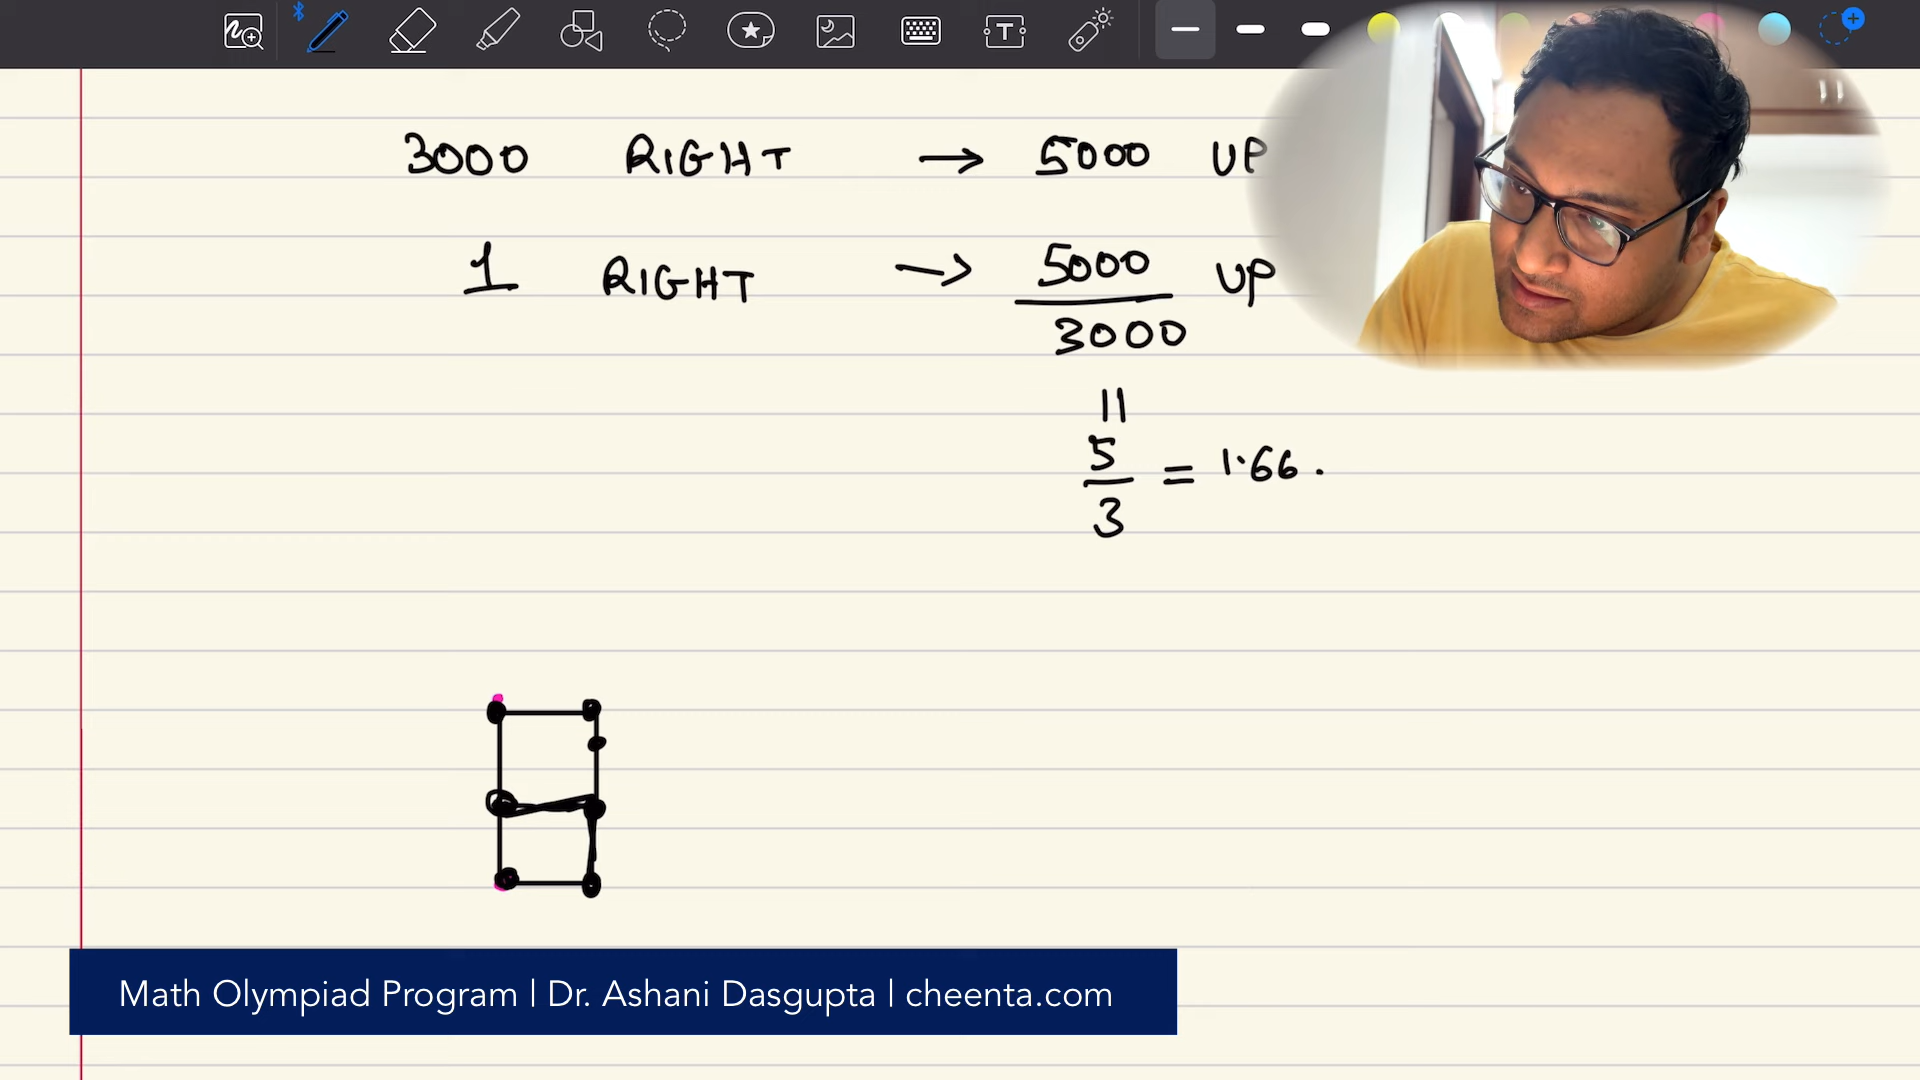 3000 RIGHT → 5000 UP
1 RIGHT → 5000 UP
3000
11
5
3
= 1.66.
Math Olympiad Program | Dr. Ashani Dasgupta | cheenta.com